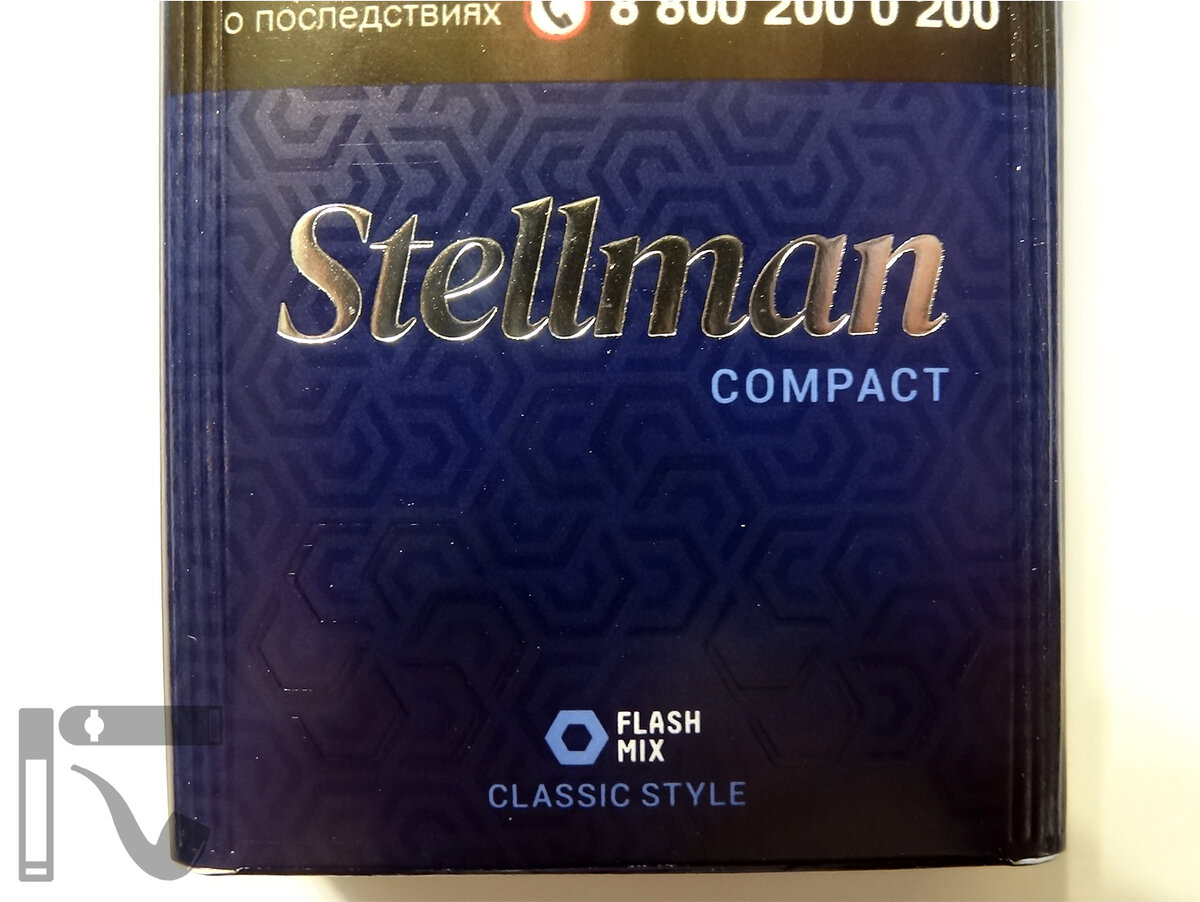 о последствиях 8 800 200 0 200
Stellman
COMPACT
FLASH
MIX
CLASSIC STYLE